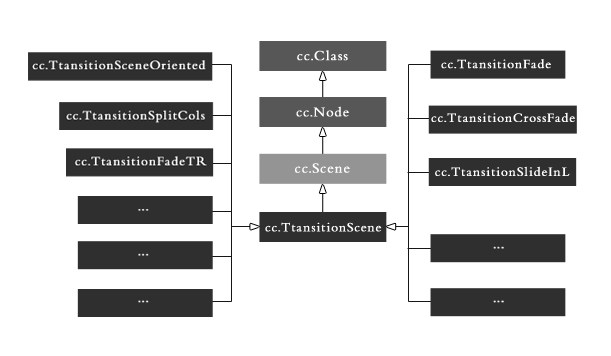 cc.Class
cc.TtansitionSceneOriented
cc.TtansitionFade
cc.Node
cc.TtansitionSplitCols
cc.TtansitionCrossFade
cc.TtansitionFadeTR
cc.Scene
cc.TtansitionSlideInL
...
cc.TtansitionScene
...
...
...
...